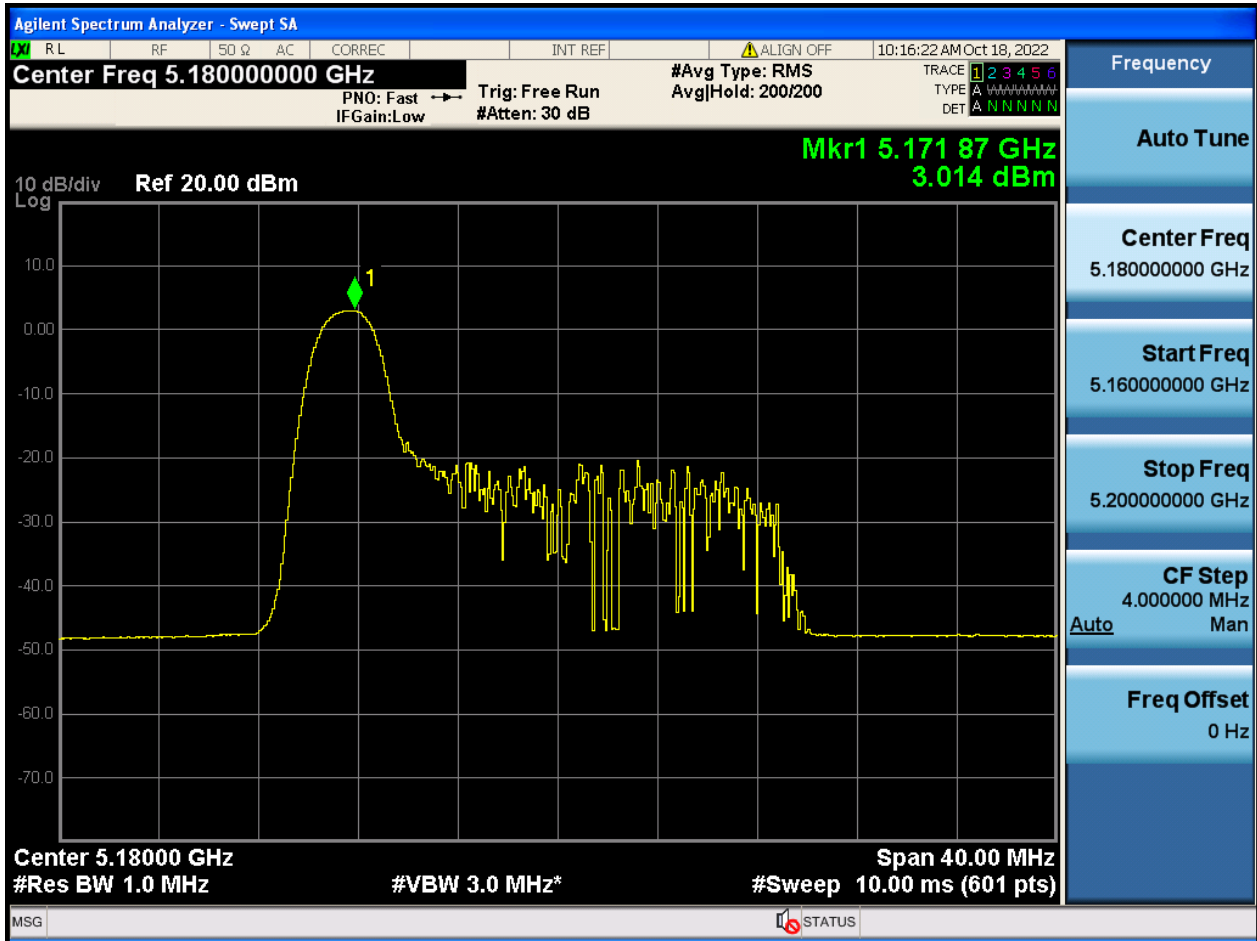 Agilent Spectrum Analyzer - Swept SA
LXI RL RF 50 Ω AC CORREC INT REF ALIGN OFF 10:16:22 AM Oct 18, 2022
Center Freq 5.180000000 GHz
PNO: Fast
IFGain:Low
Trig: Free Run
#Atten: 30 dB
#Avg Type: RMS
Avg|Hold: 200/200
TRACE 1 2 3 4 5 6
TYPE A WWWWW
DET A N N N N N
Mkr1 5.171 87 GHz
3.014 dBm
10 dB/div Ref 20.00 dBm
Log
10.0
1
0.00
-10.0
-20.0
-30.0
-40.0
-50.0
-60.0
-70.0
Center 5.18000 GHz Span 40.00 MHz
#Res BW 1.0 MHz #VBW 3.0 MHz* #Sweep 10.00 ms (601 pts)
MSG STATUS
Frequency
Auto Tune
Center Freq
5.180000000 GHz
Start Freq
5.160000000 GHz
Stop Freq
5.200000000 GHz
CF Step
4.000000 MHz
Auto Man
Freq Offset
0 Hz